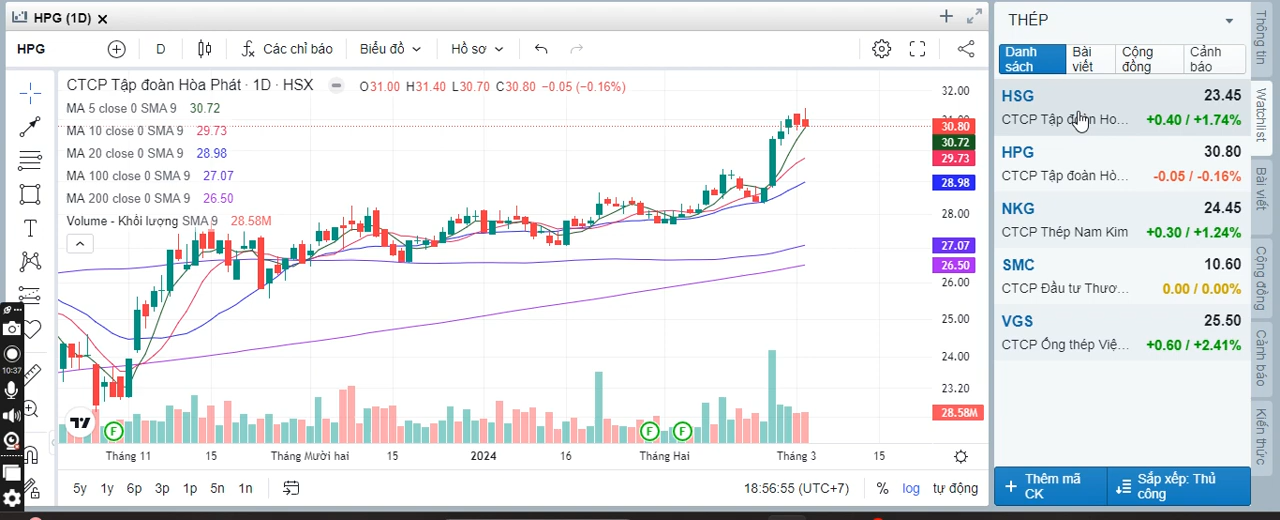 HPG (1D)
HPG
D
Các chỉ báo
Biểu đồ
Hồ sơ
CTCP Tập đoàn Hòa Phát · 1D · HSX
O31.00 H31.40 L30.70 C30.80 −0.05 (−0.16%)
MA 5 close 0 SMA 9 30.72
MA 10 close 0 SMA 9 29.73
MA 20 close 0 SMA 9 28.98
MA 100 close 0 SMA 9 27.07
MA 200 close 0 SMA 9 26.50
Volume - Khối lượng SMA 9 28.58M
32.00
31.00
30.80
30.72
29.73
28.98
28.00
27.07
26.50
26.00
25.00
24.00
23.20
28.58M
F
F
F
Tháng 11
15
Tháng Mười hai
15
2024
16
Tháng Hai
Tháng 3
15
5y
1y
6p
3p
1p
5n
1n
18:56:55 (UTC+7)
%
log
tự động
10:37
THÉP
Danh sách
Bài viết
Cộng đồng
Cảnh báo
HSG 23.45
CTCP Tập đoàn Ho... +0.40 / +1.74%
HPG 30.80
CTCP Tập đoàn Hò... -0.05 / -0.16%
NKG 24.45
CTCP Thép Nam Kim +0.30 / +1.24%
SMC 10.60
CTCP Đầu tư Thươ... 0.00 / 0.00%
VGS 25.50
CTCP Ống thép Việ... +0.60 / +2.41%
Thêm mã CK
Sắp xếp: Thủ công
Thông tin
Watchlist
Bài viết
Cộng đồng
Cảnh báo
Kiến thức